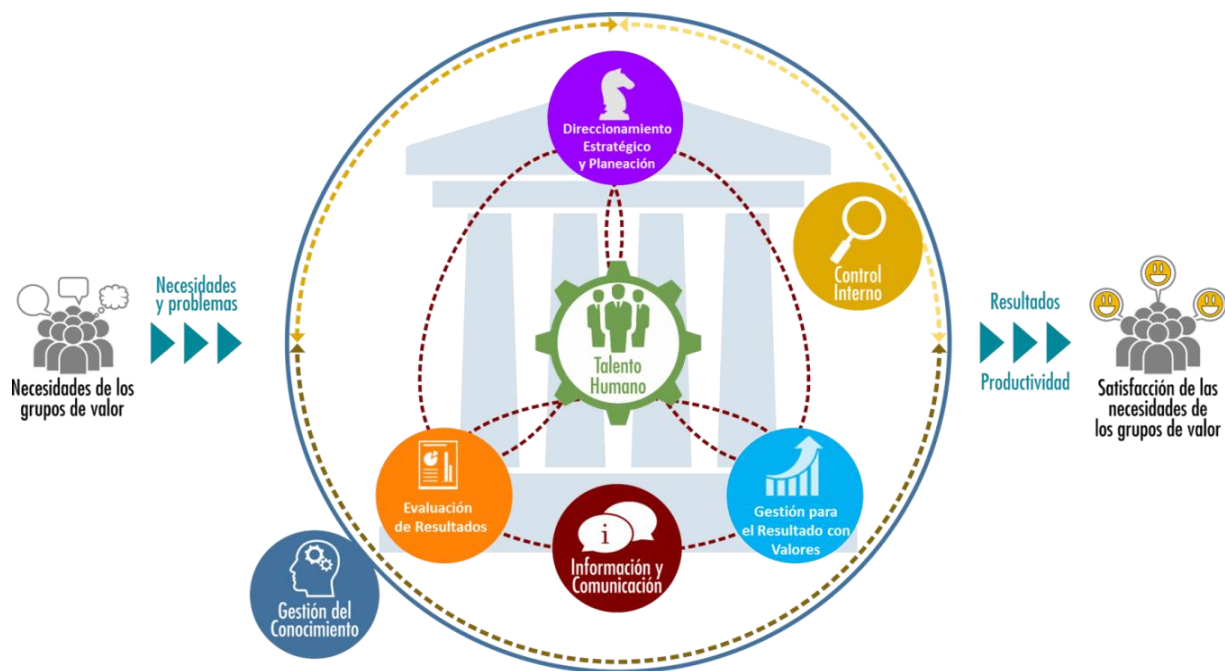 Direccionamiento
Estratégico
y Planeación
Control
Interno
Necesidades
y problemas
Necesidades de los
grupos de valor
Talento
Humano
Resultados
Productividad
Satisfacción de las
necesidades de
los grupos de valor
Evaluación
de Resultados
i
Información y
Comunicación
Gestión para
el Resultado con
Valores
Gestión del
Conocimiento